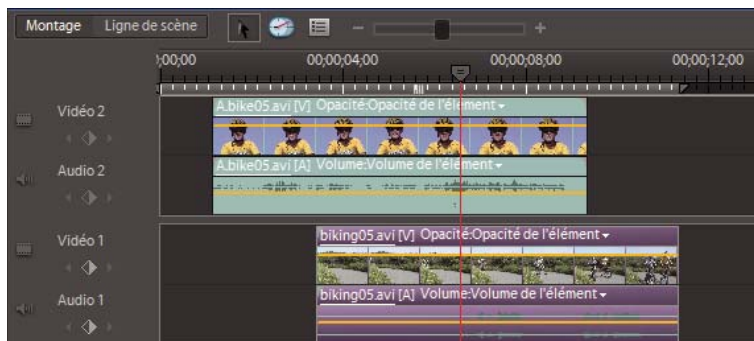 Montage Ligne de scène
;00;00 00;00;04;00 00;00;08;00 00;00;12;00
Vidéo 2
A.bike05.avi [V] Opacité:Opacité de l'élément
Audio 2
A.bike05.avi [A] Volume:Volume de l'élément
Vidéo 1
biking05.avi [V] Opacité:Opacité de l'élément
Audio 1
biking05.avi [A] Volume:Volume de l'élément